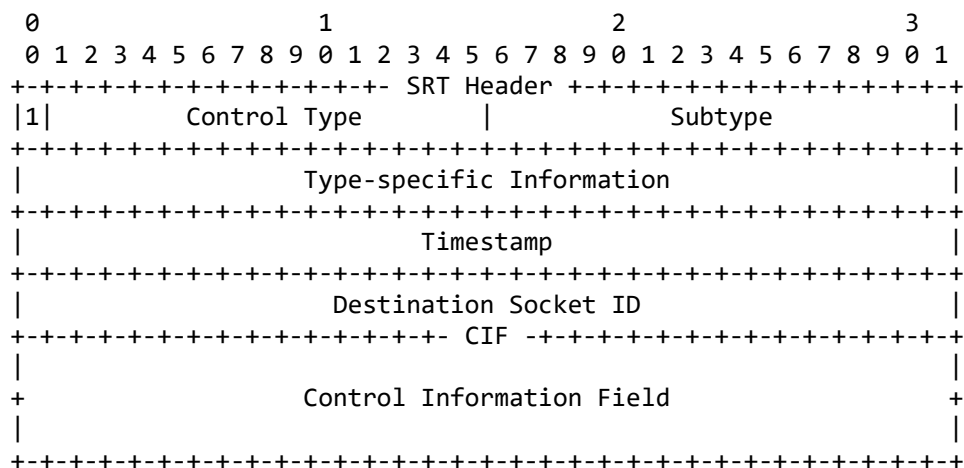 0                   1                   2                   3
 0 1 2 3 4 5 6 7 8 9 0 1 2 3 4 5 6 7 8 9 0 1 2 3 4 5 6 7 8 9 0 1
+-+-+-+-+-+-+-+-+-+-+-+-+- SRT Header +-+-+-+-+-+-+-+-+-+-+-+-+-+
|1|         Control Type        |            Subtype            |
+-+-+-+-+-+-+-+-+-+-+-+-+-+-+-+-+-+-+-+-+-+-+-+-+-+-+-+-+-+-+-+-+
|                   Type-specific Information                   |
+-+-+-+-+-+-+-+-+-+-+-+-+-+-+-+-+-+-+-+-+-+-+-+-+-+-+-+-+-+-+-+-+
|                           Timestamp                           |
+-+-+-+-+-+-+-+-+-+-+-+-+-+-+-+-+-+-+-+-+-+-+-+-+-+-+-+-+-+-+-+-+
|                     Destination Socket ID                     |
+-+-+-+-+-+-+-+-+-+-+-+-+-+-+- CIF -+-+-+-+-+-+-+-+-+-+-+-+-+-+-+
|                                                               |
+                   Control Information Field                   +
|                                                               |
+-+-+-+-+-+-+-+-+-+-+-+-+-+-+-+-+-+-+-+-+-+-+-+-+-+-+-+-+-+-+-+-+